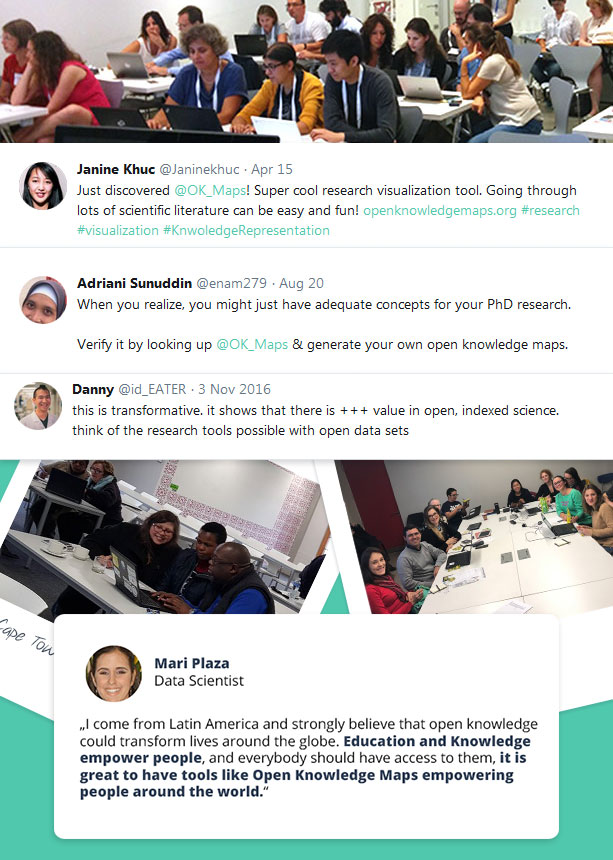 Janine Khuc @Janinekhuc · Apr 15
Just discovered @OK_Maps! Super cool research visualization tool. Going through
lots of scientific literature can be easy and fun! openknowledgemaps.org #research
#visualization #KnwoledgeRepresentation
Adriani Sunuddin @enam279 · Aug 20
When you realize, you might just have adequate concepts for your PhD research.
Verify it by looking up @OK_Maps & generate your own open knowledge maps.
Danny @id_EATER · 3 Nov 2016
this is transformative. it shows that there is +++ value in open, indexed science.
think of the research tools possible with open data sets
Cape Tow
Mari Plaza
Data Scientist
„I come from Latin America and strongly believe that open knowledge
could transform lives around the globe. Education and Knowledge
empower people, and everybody should have access to them, it is
great to have tools like Open Knowledge Maps empowering
people around the world.“